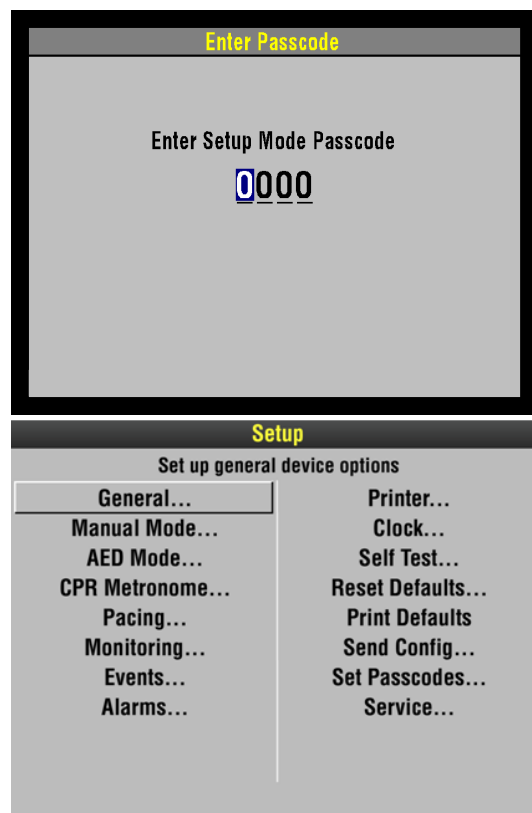 Enter Passcode
Enter Setup Mode Passcode
0000
Setup
Set up general device options
General...
Manual Mode...
AED Mode...
CPR Metronome...
Pacing...
Monitoring...
Events...
Alarms...
Printer...
Clock...
Self Test...
Reset Defaults...
Print Defaults
Send Config...
Set Passcodes...
Service...